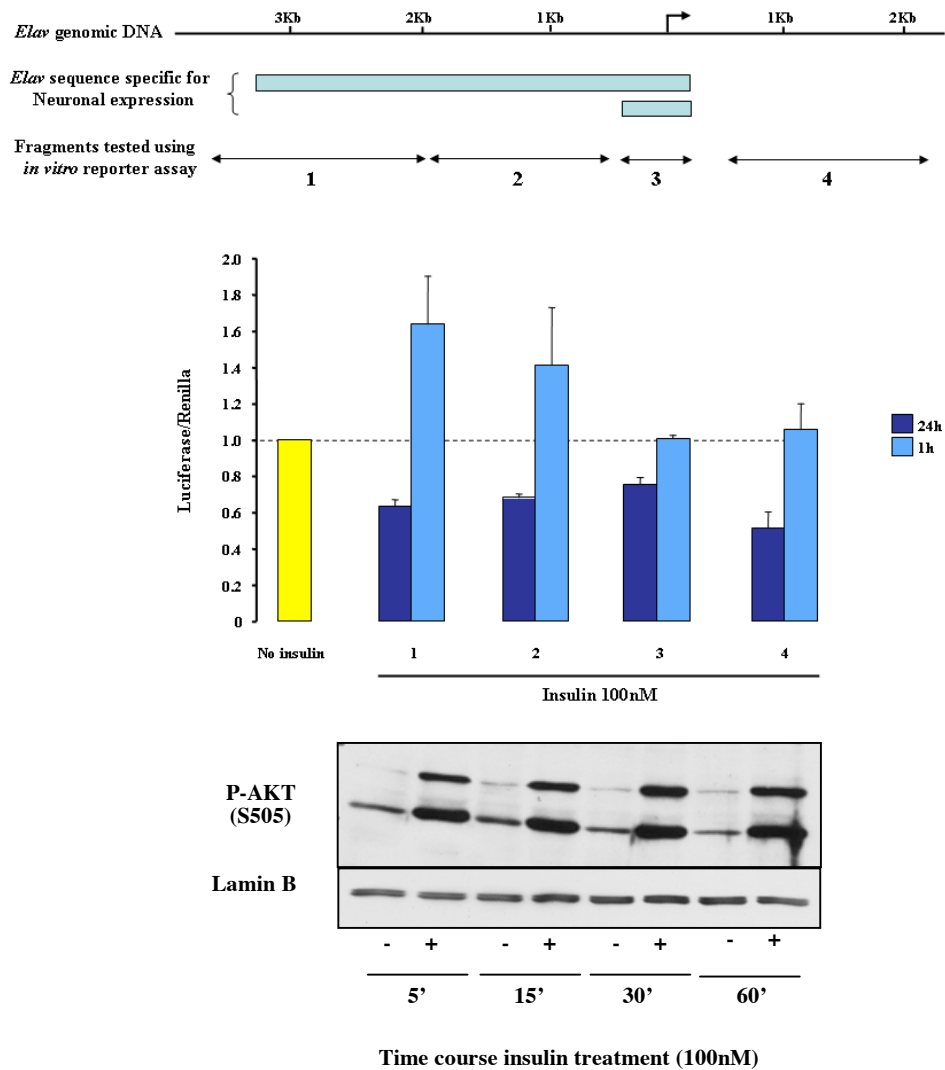 3Kb 2Kb 1Kb 1Kb 2Kb
Elav genomic DNA
Elav sequence specific for
Neuronal expression
Fragments tested using
in vitro reporter assay
1 2 3 4
Luciferase/Renilla
2.0
1.8
1.6
1.4
1.2
1.0
0.8
0.6
0.4
0.2
0
24h
1h
No insulin 1 2 3 4
Insulin 100nM
P-AKT
(S505)
Lamin B
- + - + - + - +
5’ 15’ 30’ 60’
Time course insulin treatment (100nM)